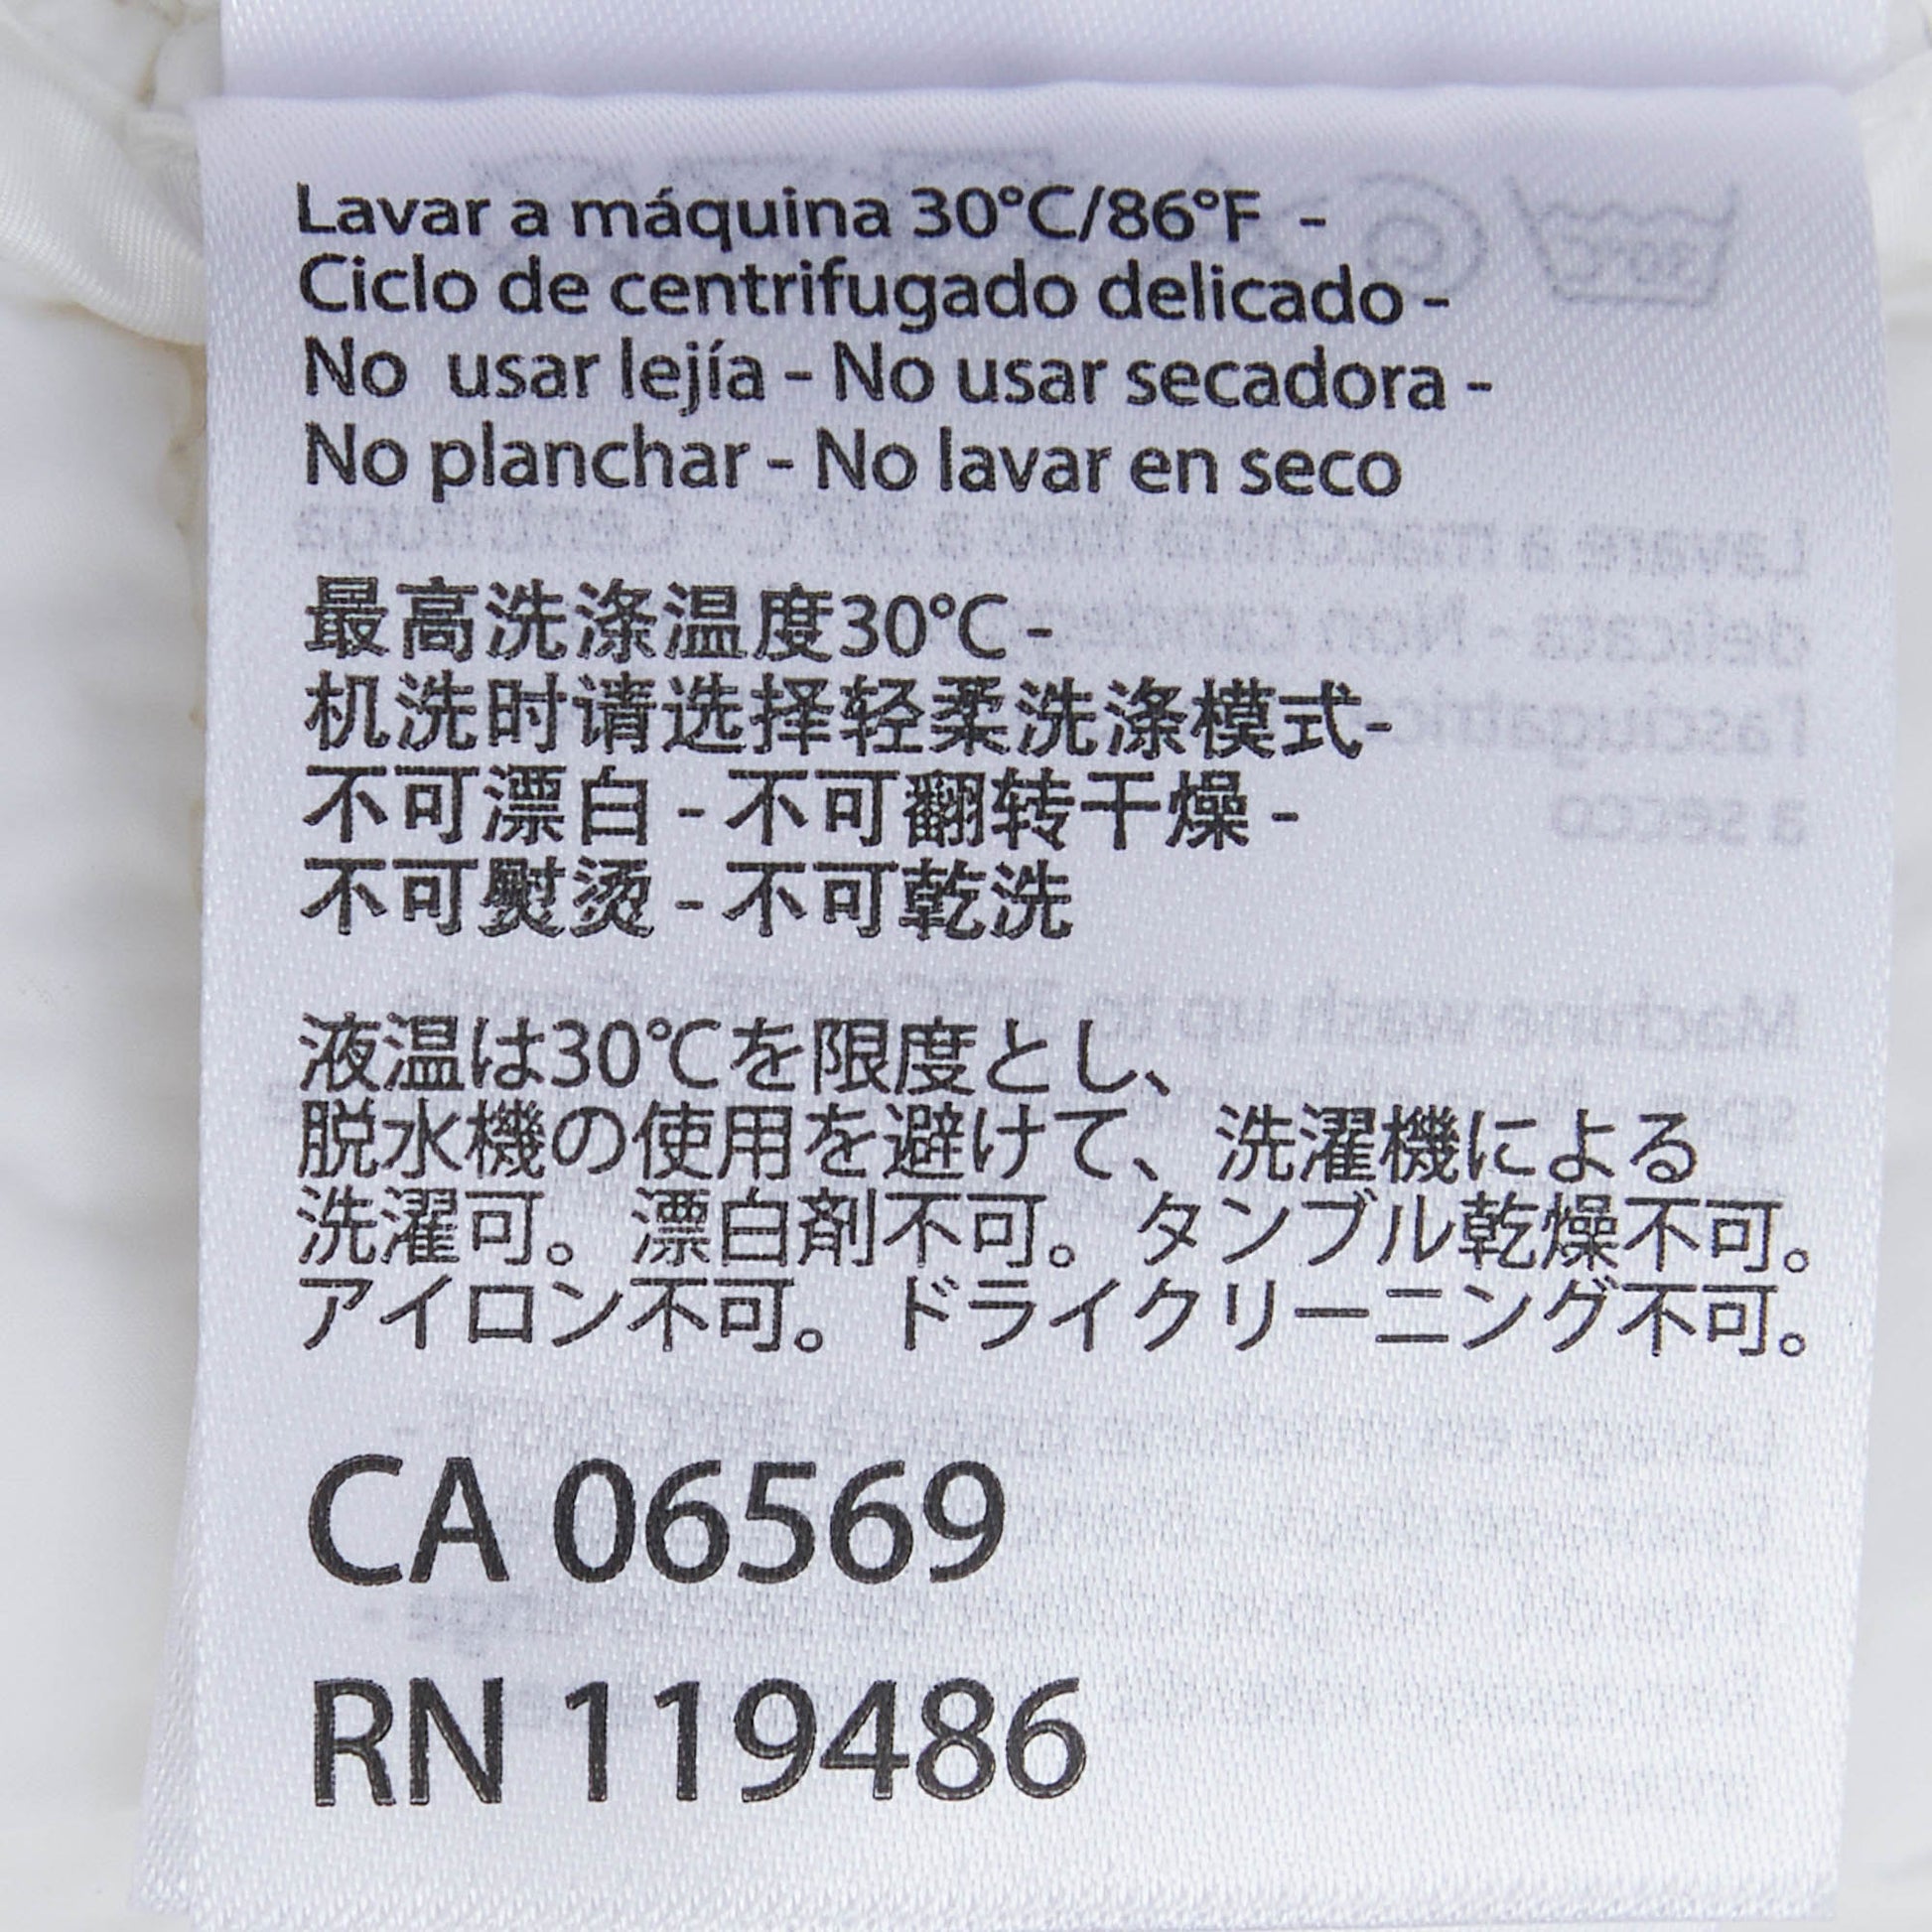 Lavar a máquina 30°C/86°F -
Ciclo de centrifugado delicado -
No usar lejía - No usar secadora -
No planchar - No lavar en seco
最高洗涤温度30℃ -
机洗时请选择轻柔洗涤模式-
不可漂白 - 不可翻转干燥 -
不可熨烫 - 不可乾洗
液温は30℃を限度とし、
脱水機の使用を避けて、洗濯機による
洗濯可。漂白剤不可。タンブル乾燥不可。
アイロン不可。ドライクリーニング不可。
CA 06569
RN 119486